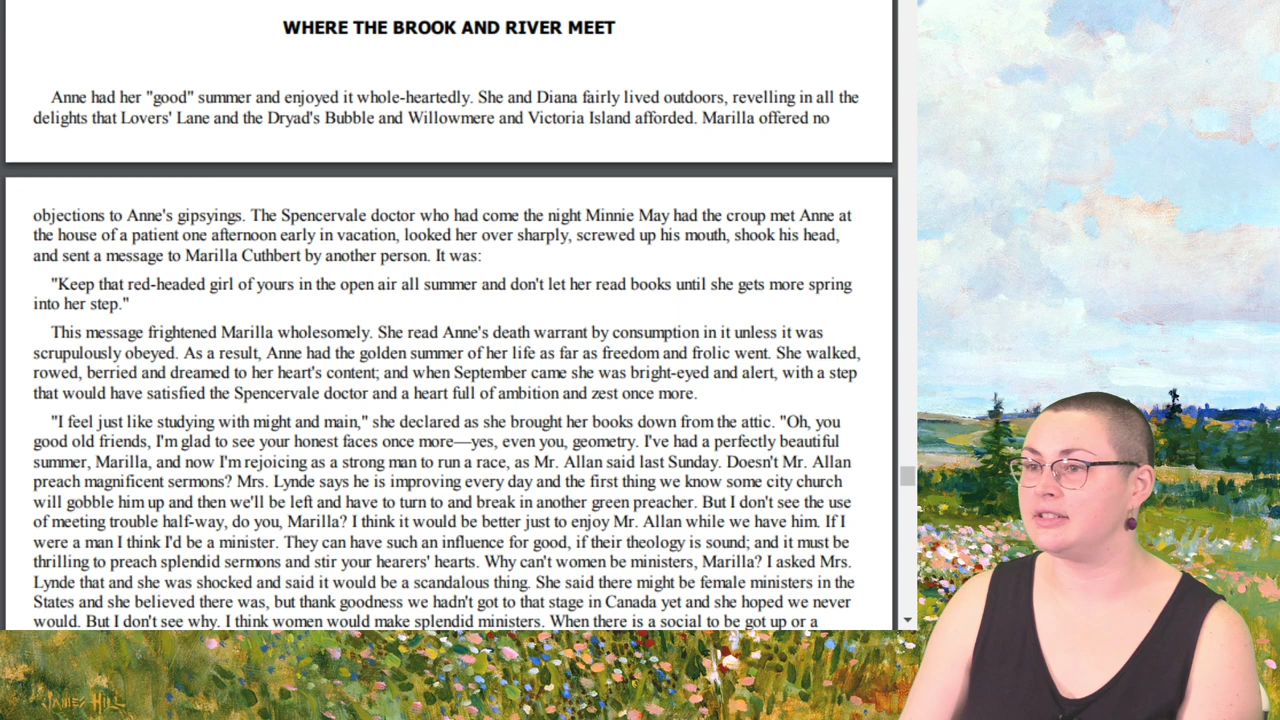 WHERE THE BROOK AND RIVER MEET
Anne had her "good" summer and enjoyed it whole-heartedly. She and Diana fairly lived outdoors, revelling in all the
delights that Lovers' Lane and the Dryad's Bubble and Willowmere and Victoria Island afforded. Marilla offered no
objections to Anne's gipsyings. The Spencervale doctor who had come the night Minnie May had the croup met Anne at
the house of a patient one afternoon early in vacation, looked her over sharply, screwed up his mouth, shook his head,
and sent a message to Marilla Cuthbert by another person. It was:
"Keep that red-headed girl of yours in the open air all summer and don't let her read books until she gets more spring
into her step."
This message frightened Marilla wholesomely. She read Anne's death warrant by consumption in it unless it was
scrupulously obeyed. As a result, Anne had the golden summer of her life as far as freedom and frolic went. She walked,
rowed, berried and dreamed to her heart's content; and when September came she was bright-eyed and alert, with a step
that would have satisfied the Spencervale doctor and a heart full of ambition and zest once more.
"I feel just like studying with might and main," she declared as she brought her books down from the attic. "Oh, you
good old friends, I'm glad to see your honest faces once more—yes, even you, geometry. I've had a perfectly beautiful
summer, Marilla, and now I'm rejoicing as a strong man to run a race, as Mr. Allan said last Sunday. Doesn't Mr. Allan
preach magnificent sermons? Mrs. Lynde says he is improving every day and the first thing we know some city church
will gobble him up and then we'll be left and have to turn to and break in another green preacher. But I don't see the use
of meeting trouble half-way, do you, Marilla? I think it would be better just to enjoy Mr. Allan while we have him. If I
were a man I think I'd be a minister. They can have such an influence for good, if their theology is sound; and it must be
thrilling to preach splendid sermons and stir your hearers' hearts. Why can't women be ministers, Marilla? I asked Mrs.
Lynde that and she was shocked and said it would be a scandalous thing. She said there might be female ministers in the
States and she believed there was, but thank goodness we hadn't got to that stage in Canada yet and she hoped we never
would. But I don't see why. I think women would make splendid ministers. When there is a social to be got up or a
JAMES HILL